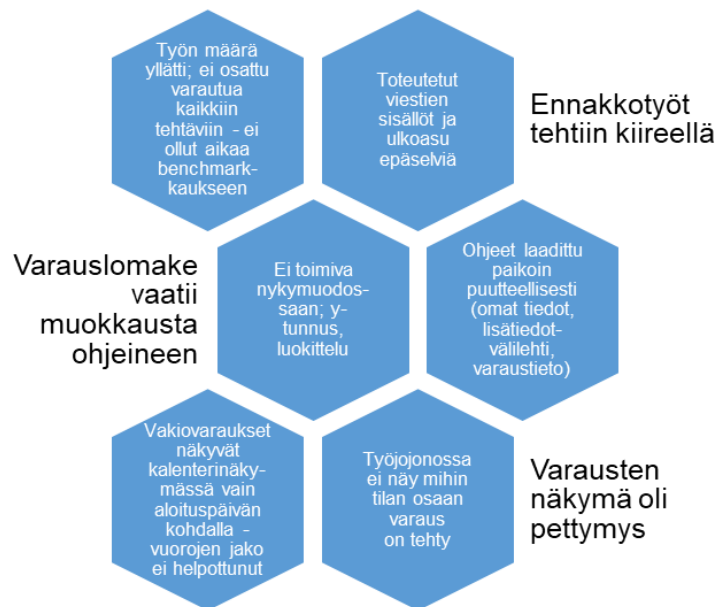 Työn määrä
yllätti; ei osattu
varautua
kaikkiin
tehtäviin - ei
ollut aikaa
benchmark-
kaukseen
Toteutetut
viestien
sisällöt ja
ulkoasu
epäselviä
Ennakkotyöt
tehtiin kiireellä
Varauslomake
vaatii
muokkausta
ohjeineen
Ei toimiva
nykymuodos-
saan; y-
tunnus,
luokittelu
Ohjeet laadittu
paikoin
puutteellisesti
(omat tiedot,
lisätiedot-
välilehti,
varaustieto)
Vakiovaraukset
näkyvät
kalenterinäky-
mässä vain
aloituspäivän
kohdalla -
vuorojen jako
ei helpottunut
Työjojonossa
ei näy mihin
tilan osaan
varaus
on tehty
Varausten
näkymä oli
pettymys